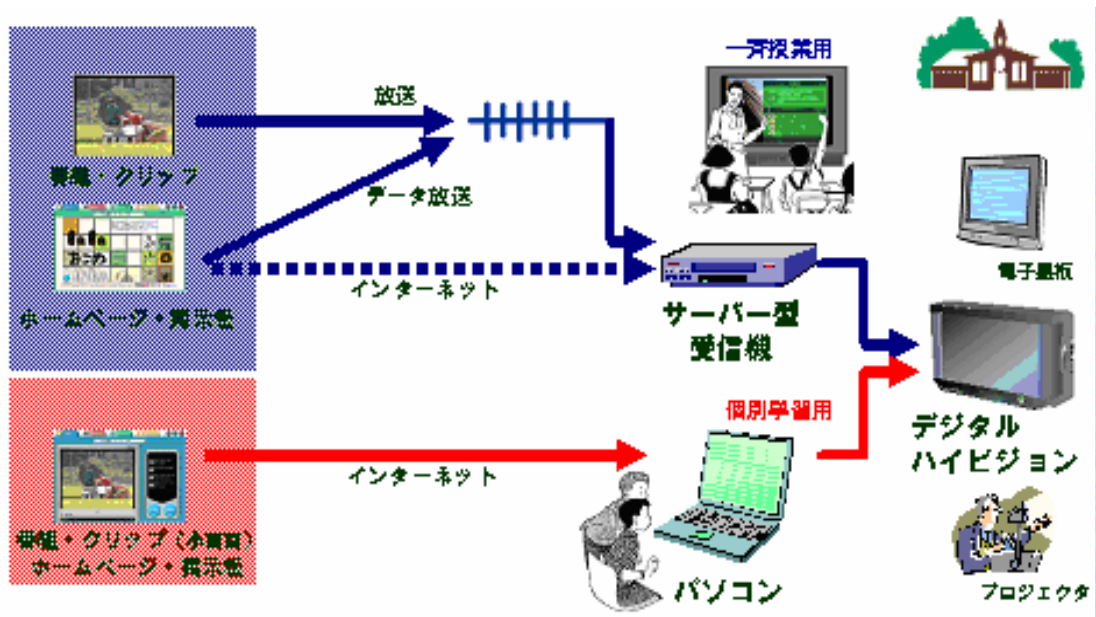 一斉授業用
放送
番組・クリップ
データ放送
電子黒板
インターネット
ホームページ・掲示板
サーバー型
受信機
個別学習用
デジタル
ハイビジョン
インターネット
番組・クリップ（小画面）
ホームページ・掲示板
パソコン
プロジェクタ